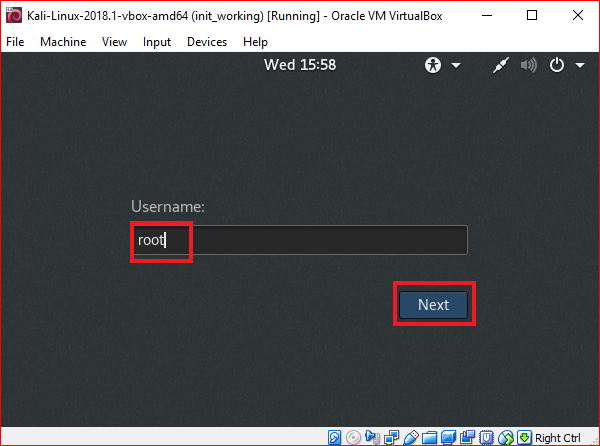 Kali-Linux-2018.1-vbox-amd64 (init_working) [Running] - Oracle VM VirtualBox
File Machine View Input Devices Help
Wed 15:58
Username:
root
Next
Right Ctrl